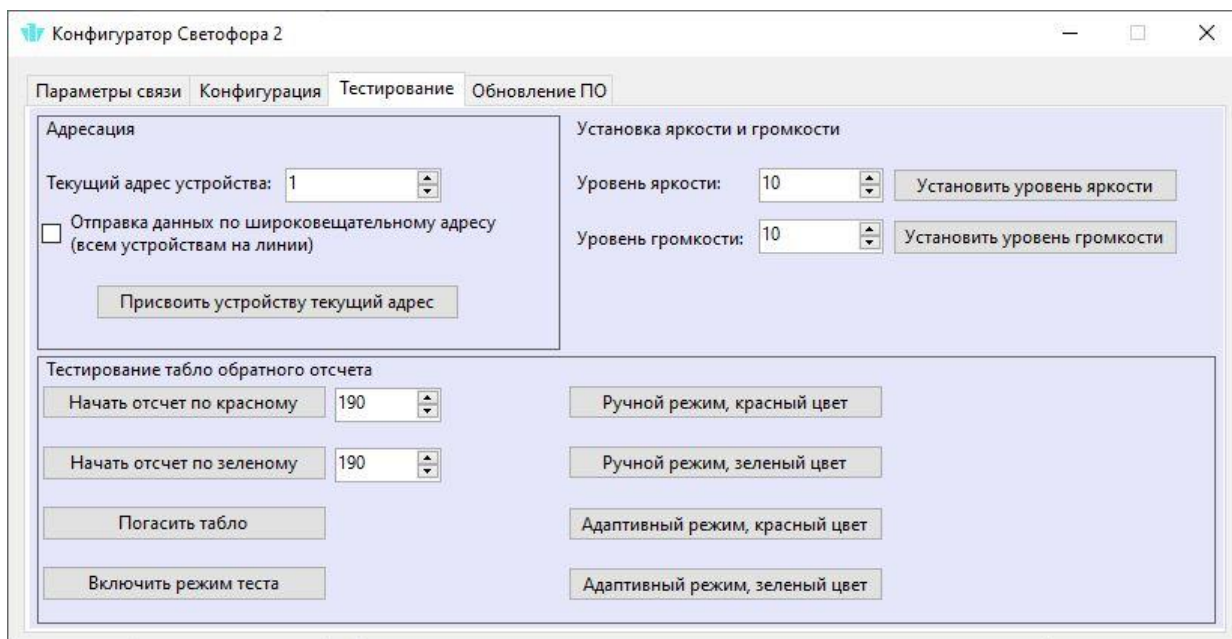 Конфигуратор Светофора 2
Параметры связи Конфигурация Тестирование Обновление ПО
Адресация
Текущий адрес устройства: 1
Отправка данных по широковещательному адресу
(всем устройствам на линии)
Присвоить устройству текущий адрес
Установка яркости и громкости
Уровень яркости: 10 Установить уровень яркости
Уровень громкости: 10 Установить уровень громкости
Тестирование табло обратного отсчета
Начать отсчет по красному 190 Ручной режим, красный цвет
Начать отсчет по зеленому 190 Ручной режим, зеленый цвет
Погасить табло Адаптивный режим, красный цвет
Включить режим теста Адаптивный режим, зеленый цвет